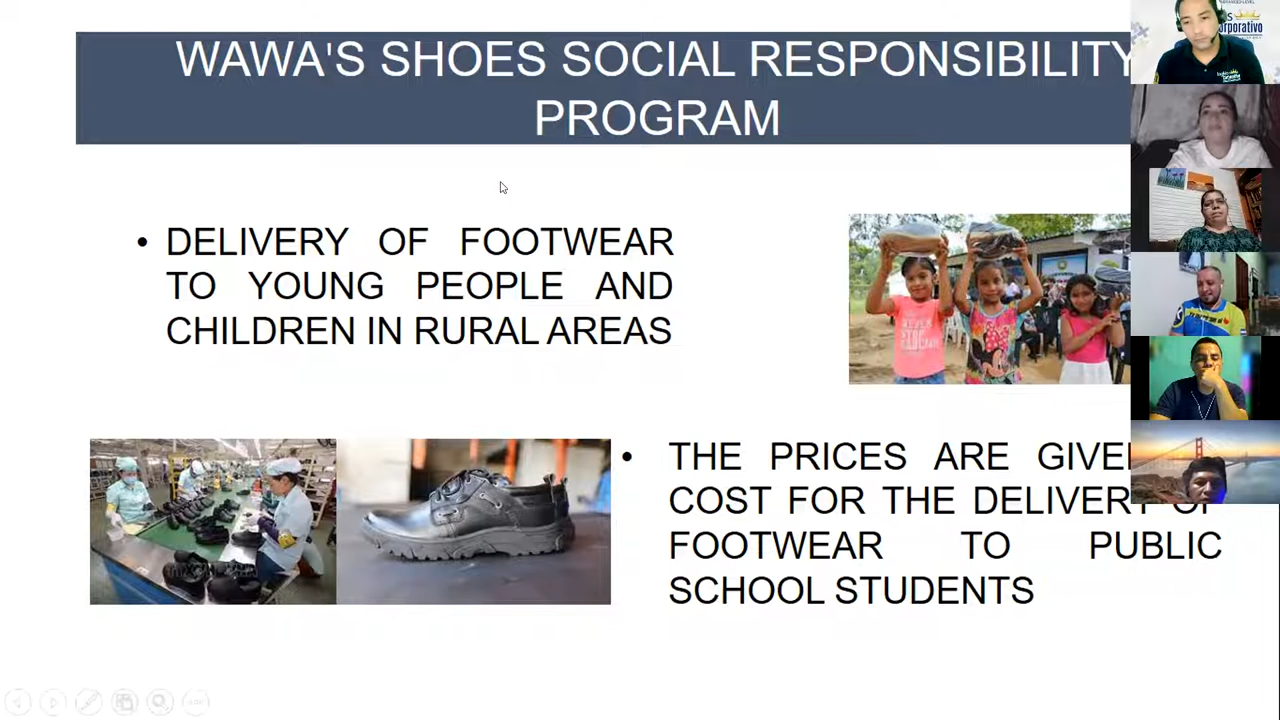 WAWA'S SHOES SOCIAL RESPONSIBILITY
PROGRAM
• DELIVERY OF FOOTWEAR
TO YOUNG PEOPLE AND
CHILDREN IN RURAL AREAS
• THE PRICES ARE GIVE
COST FOR THE DELIVERY OF
FOOTWEAR TO PUBLIC
SCHOOL STUDENTS